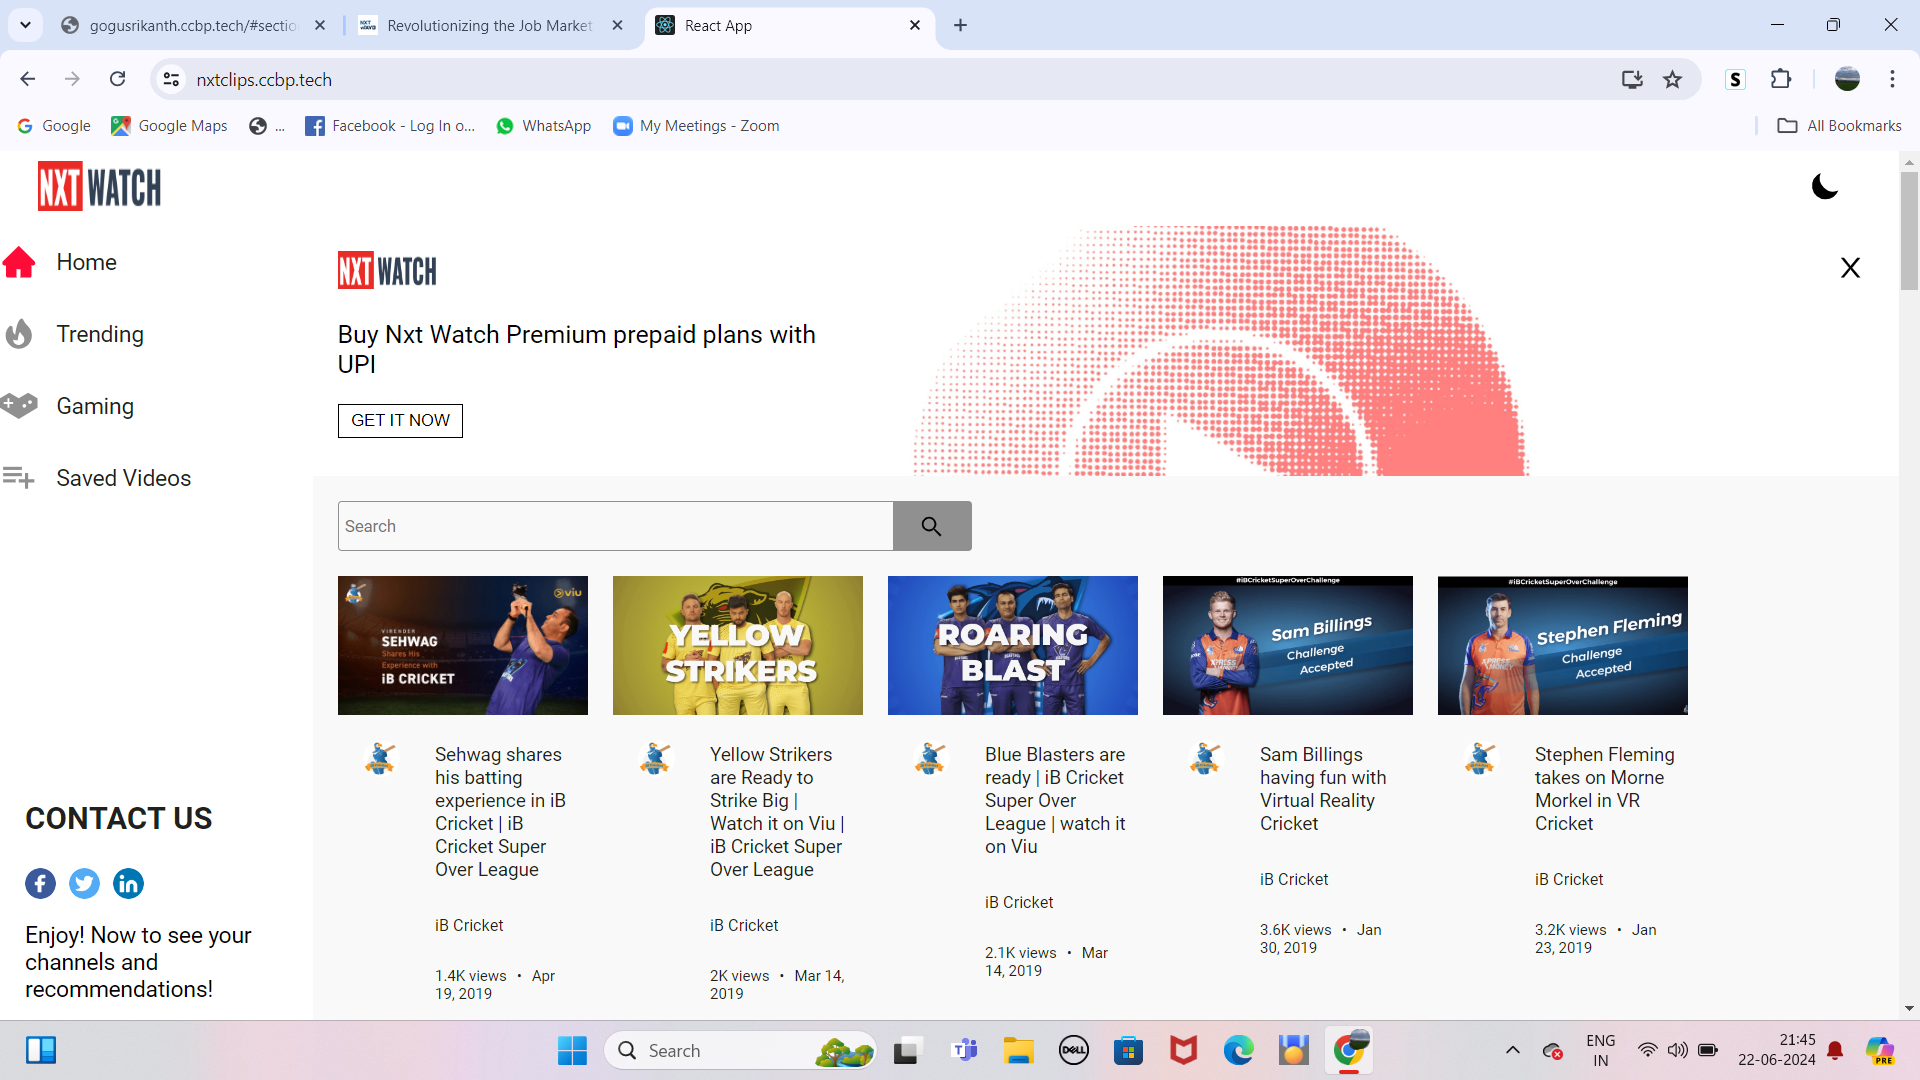 gogusrikanth.ccbp.tech/#sectio
Revolutionizing the Job Market
React App
nxtclips.ccbp.tech
S
Google
Google Maps
...
Facebook - Log In o...
WhatsApp
My Meetings - Zoom
All Bookmarks
NXT WATCH
Home
Trending
Gaming
Saved Videos
CONTACT US
Enjoy! Now to see your
channels and
recommendations!
NXT WATCH
X
Buy Nxt Watch Premium prepaid plans with
UPI
GET IT NOW
Search
viu
VIRENDER
SEHWAG
Shares His
Experience with
iB CRICKET
Sehwag shares
his batting
experience in iB
Cricket | iB
Cricket Super
Over League
iB Cricket
1.4K views • Apr
19, 2019
YELLOW
STRIKERS
Yellow Strikers
are Ready to
Strike Big |
Watch it on Viu |
iB Cricket Super
Over League
iB Cricket
2K views • Mar 14,
2019
ROARING
BLAST
Blue Blasters are
ready | iB Cricket
Super Over
League | watch it
on Viu
iB Cricket
2.1K views • Mar
14, 2019
#iBCricketSuperOverChallenge
Sam Billings
Challenge
Accepted
XPRESS
MONEY
Sam Billings
having fun with
Virtual Reality
Cricket
iB Cricket
3.6K views • Jan
30, 2019
#iBCricketSuperOverChallenge
Stephen Fleming
Challenge
Accepted
XPRESS
MONEY
Stephen Fleming
takes on Morne
Morkel in VR
Cricket
iB Cricket
3.2K views • Jan
23, 2019
Search
DELL
ENG
IN
21:45
22-06-2024
PRE